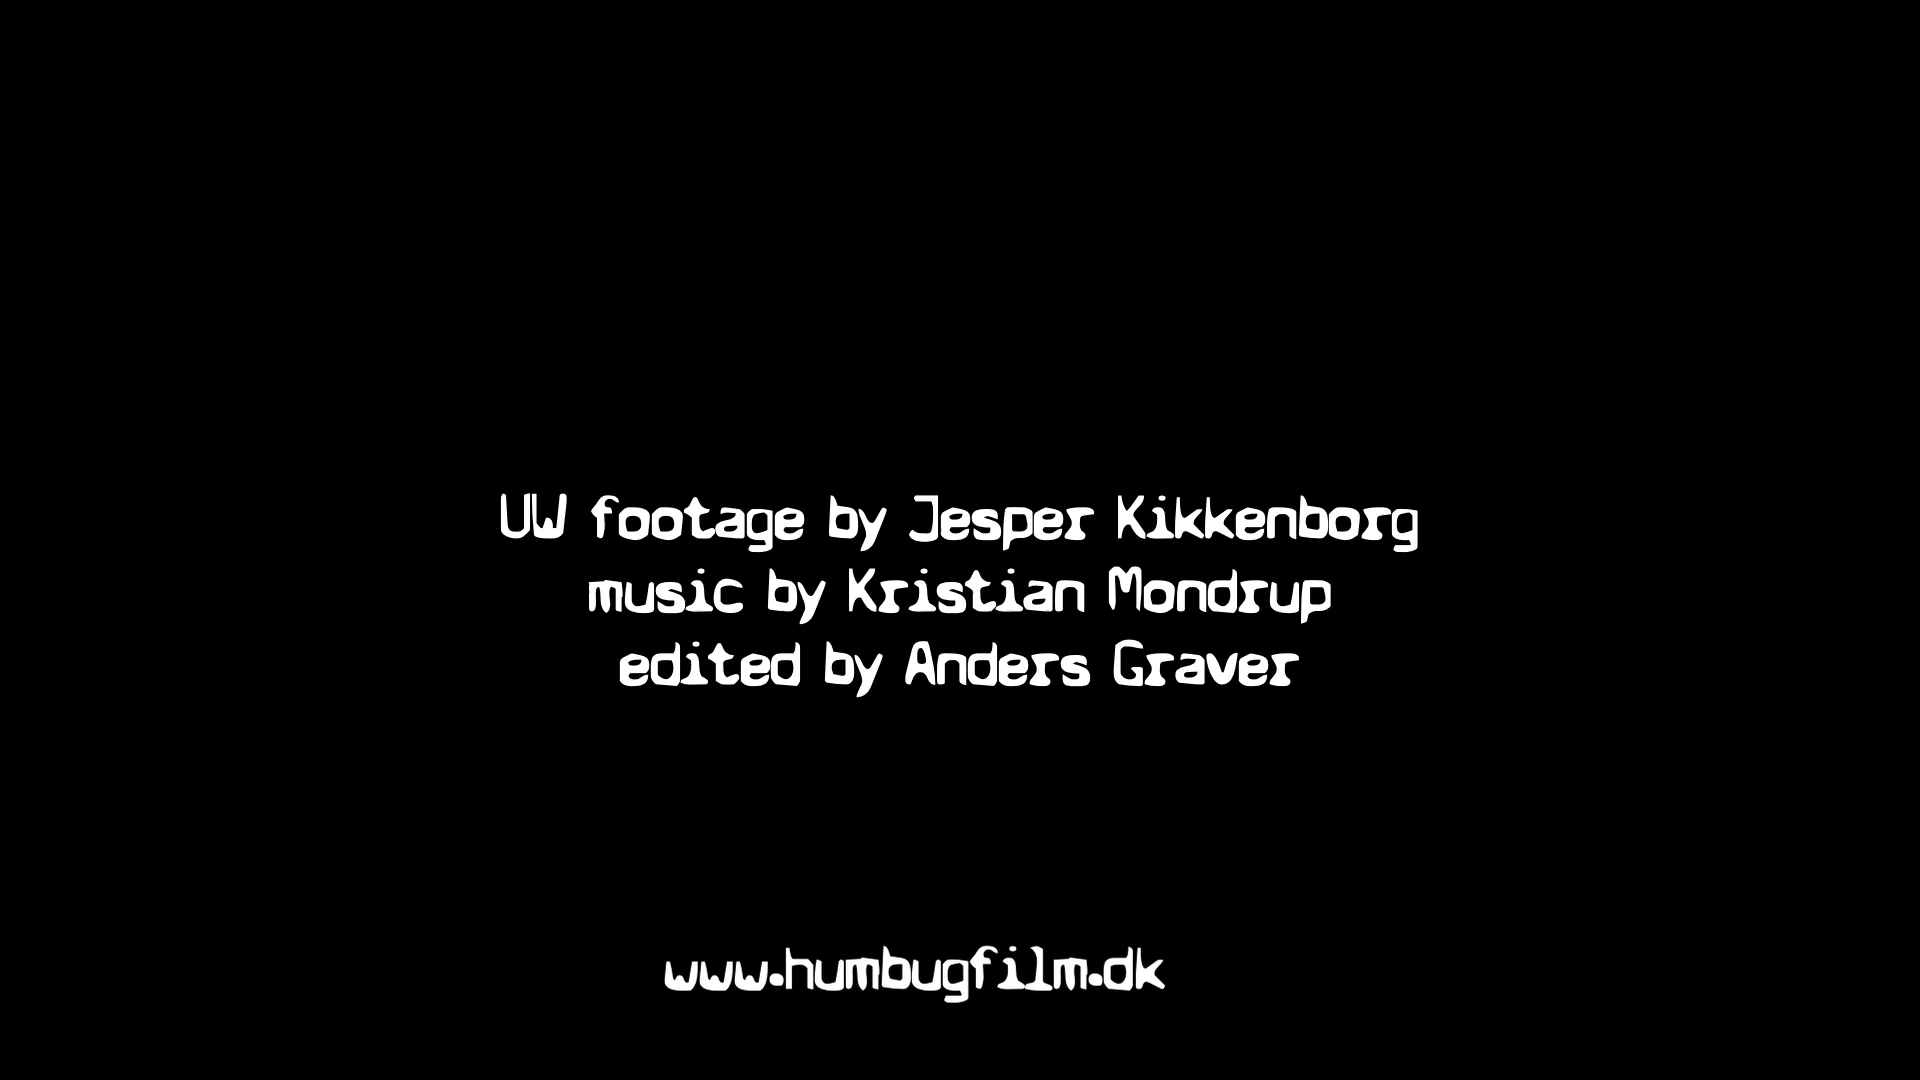 UW footage by Jesper Kikkenborg
music by Kristian Mondrup
edited by Anders Graver
www.humbugfilm.dk